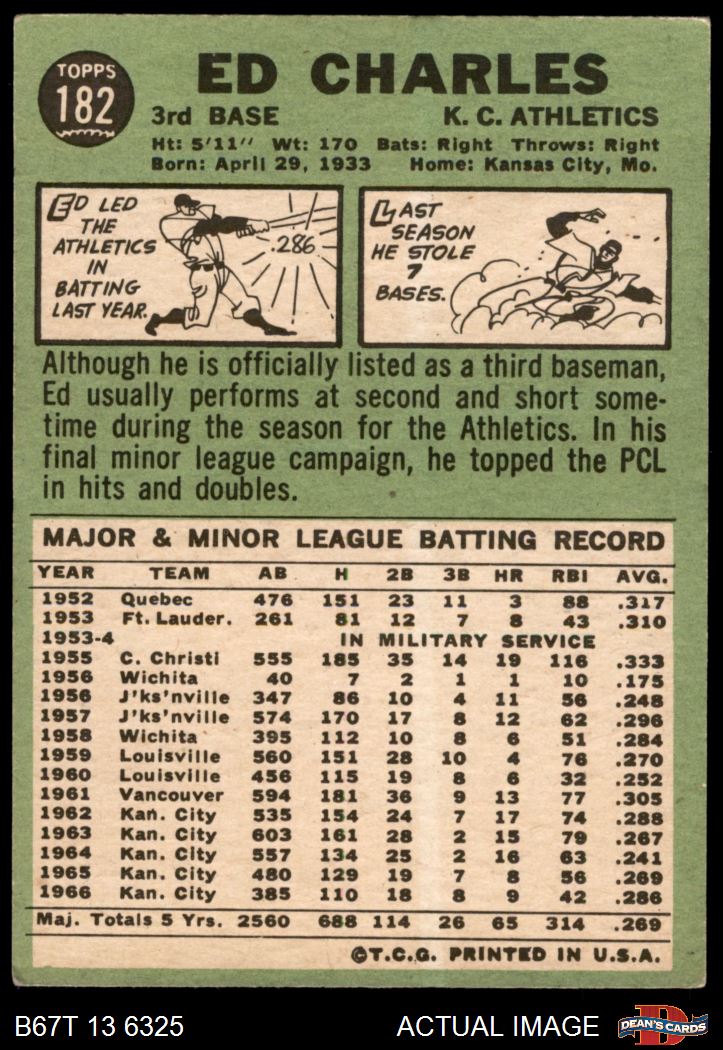 TOPPS
182
ED CHARLES
3rd BASE K. C. ATHLETICS
Ht: 5'11" Wt: 170 Bats: Right Throws: Right
Born: April 29, 1933 Home: Kansas City, Mo.
ED LED
THE
ATHLETICS
IN
BATTING
LAST YEAR.
.286
LAST
SEASON
HE STOLE
7
BASES.
Although he is officially listed as a third baseman,
Ed usually performs at second and short some-
time during the season for the Athletics. In his
final minor league campaign, he topped the PCL
in hits and doubles.
MAJOR & MINOR LEAGUE BATTING RECORD
YEAR TEAM AB H 2B 3B HR RBI AVG.
1952 Quebec 476 151 23 11 3 88 .317
1953 Ft. Lauder. 261 81 12 7 8 43 .310
1953-4 IN MILITARY SERVICE
1955 C. Christi 555 185 35 14 19 116 .333
1956 Wichita 40 7 2 1 1 10 .175
1956 J'ks'nville 347 86 10 4 11 56 .248
1957 J'ks'nville 574 170 17 8 12 62 .296
1958 Wichita 395 112 10 8 6 51 .284
1959 Louisville 560 151 28 10 4 76 .270
1960 Louisville 456 115 19 8 6 32 .252
1961 Vancouver 594 181 36 9 13 77 .305
1962 Kan. City 535 154 24 7 17 74 .288
1963 Kan. City 603 161 28 2 15 79 .267
1964 Kan. City 557 134 25 2 16 63 .241
1965 Kan. City 480 129 19 7 8 56 .269
1966 Kan. City 385 110 18 8 9 42 .286
Maj. Totals 5 Yrs. 2560 688 114 26 65 314 .269
©T.C.G. PRINTED IN U.S.A.
B67T 13 6325 ACTUAL IMAGE
D
DEAN'S CARDS